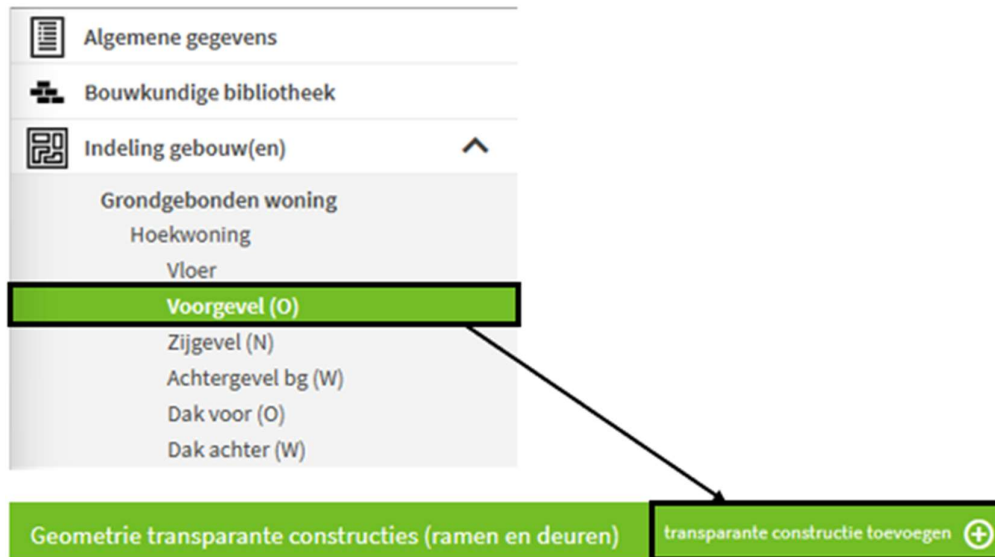 Algemene gegevens
Bouwkundige bibliotheek
Indeling gebouw(en)
Grondgebonden woning
Hoekwoning
Vloer
Voorgevel (O)
Zijgevel (N)
Achtergevel bg (W)
Dak voor (O)
Dak achter (W)
Geometrie transparante constructies (ramen en deuren) transparante constructie toevoegen